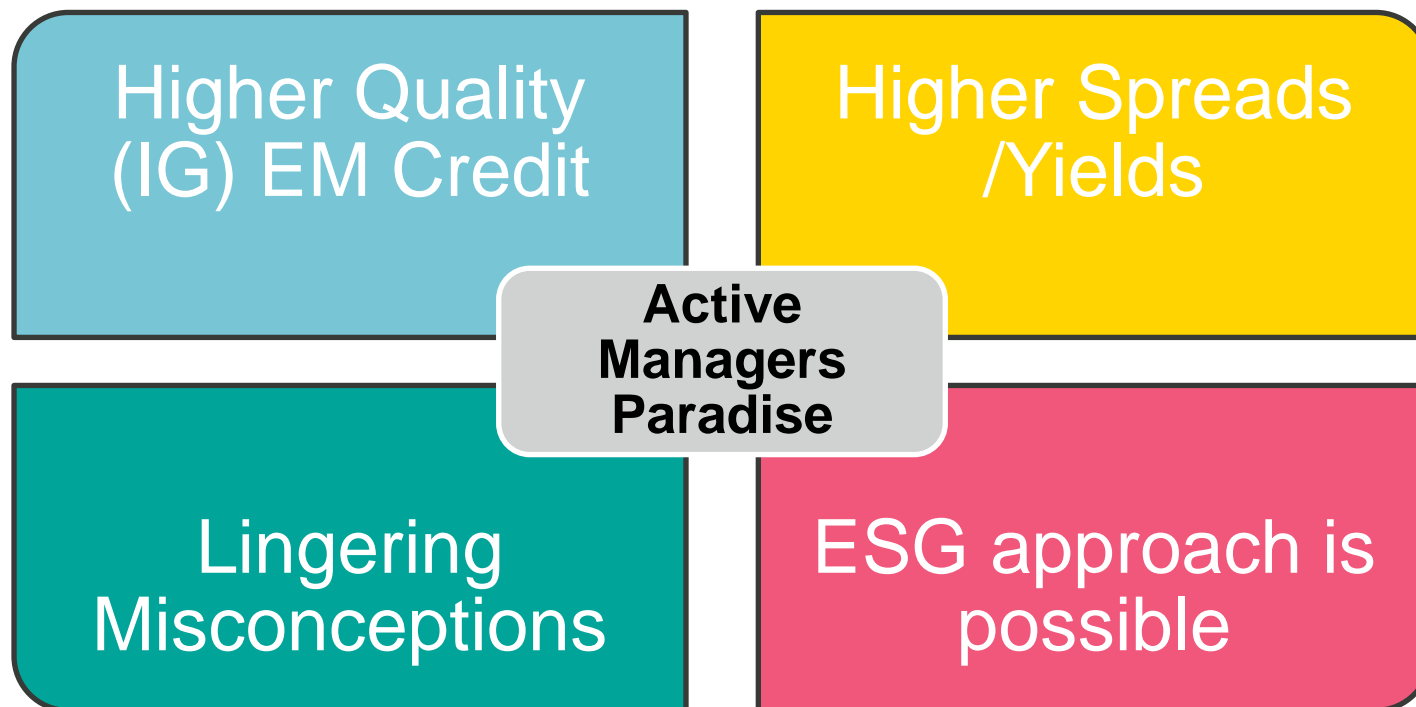 Higher Quality
(IG) EM Credit
Higher Spreads
/Yields
Active
Managers
Paradise
Lingering
Misconceptions
ESG approach is
possible